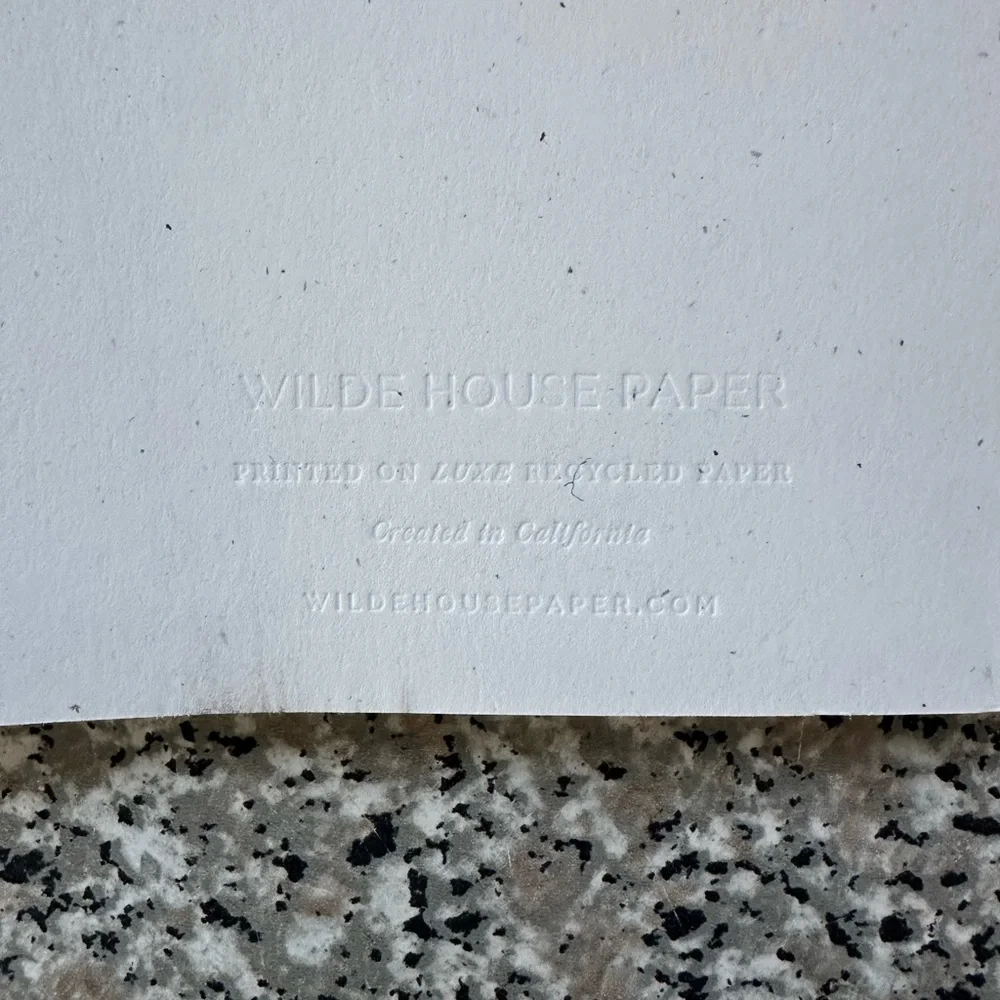 WILDE HOUSE PAPER
PRINTED ON LUXE RECYCLED PAPER
Created in California
WILDEHOUSEPAPER.COM